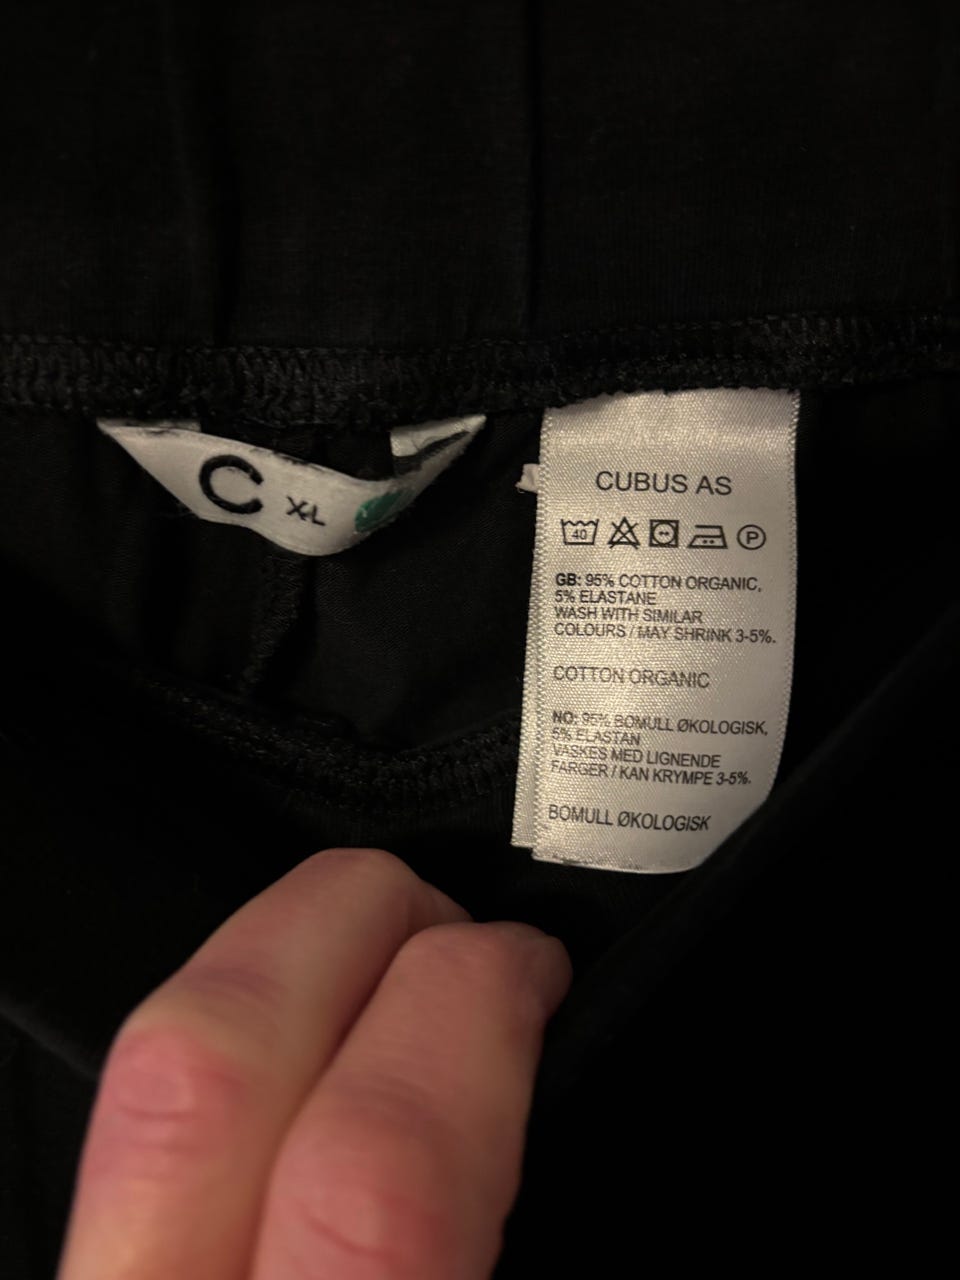 C XL
CUBUS AS
40 P
GB: 95% COTTON ORGANIC,
5% ELASTANE
WASH WITH SIMILAR
COLOURS / MAY SHRINK 3-5%.
COTTON ORGANIC
NO: 95% BOMULL ØKOLOGISK,
5% ELASTAN
VASKES MED LIGNENDE
FARGER / KAN KRYMPE 3-5%.
BOMULL ØKOLOGISK